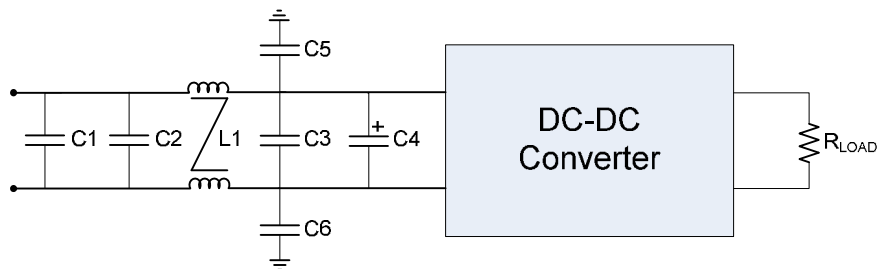 C5
C1
C2
L1
C3
+
C4
DC-DC
Converter
RLOAD
C6